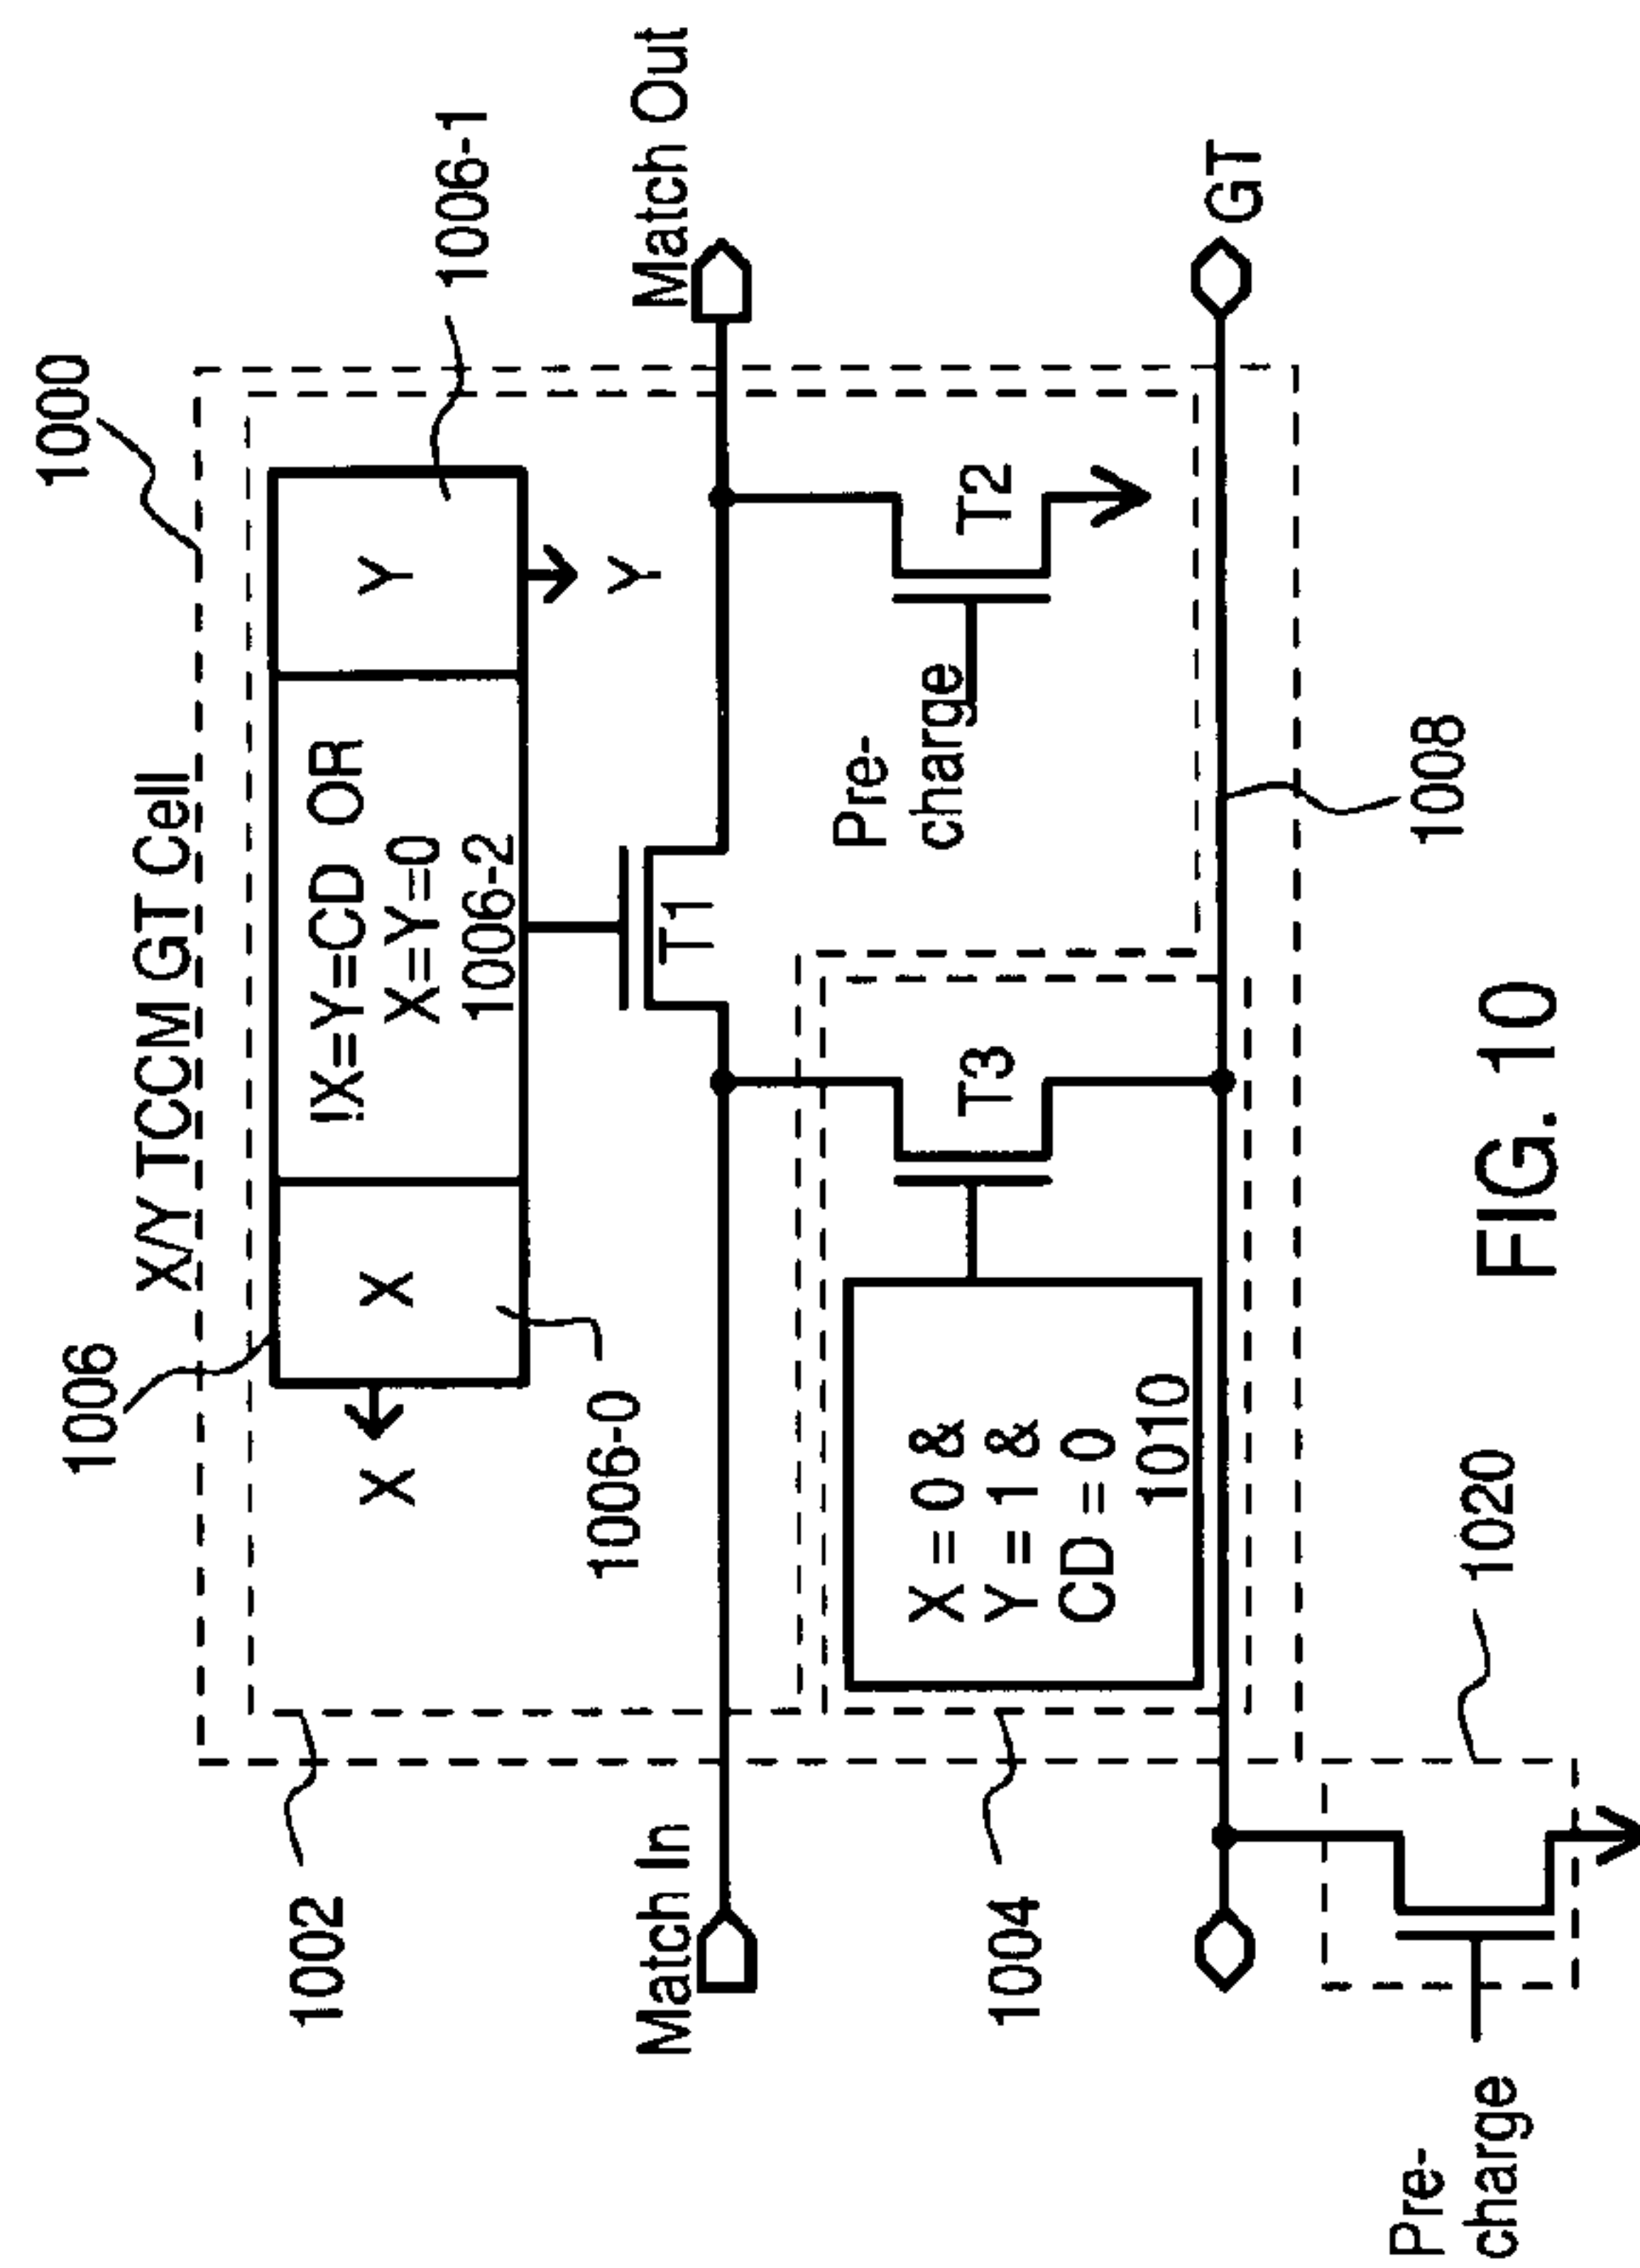 1000
1006
X/Y TCCM GT Cell
1006-1
1002
X
X
!X=Y=CD OR
X=Y=0
1006-2
Y
Y
1006-0
Match In
Match Out
T1
Pre-
charge
T2
X = 0 &
Y = 1 &
CD = 0
1010
T3
1004
GT
1008
1020
Pre-
charge
FIG. 10